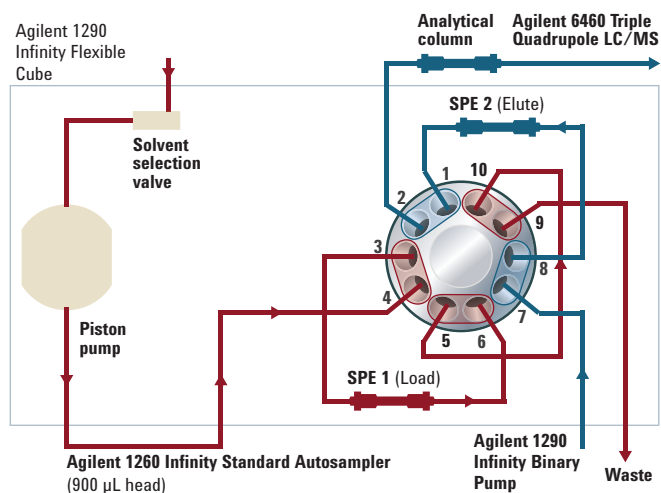 Agilent 1290
Infinity Flexible
Cube
Analytical
column
Agilent 6460 Triple
Quadrupole LC/MS
Solvent
selection
valve
SPE 2 (Elute)
1
10
2
9
3
8
4
7
5
6
Piston
pump
SPE 1 (Load)
Agilent 1260 Infinity Standard Autosampler
(900 µL head)
Agilent 1290
Infinity Binary
Pump
Waste